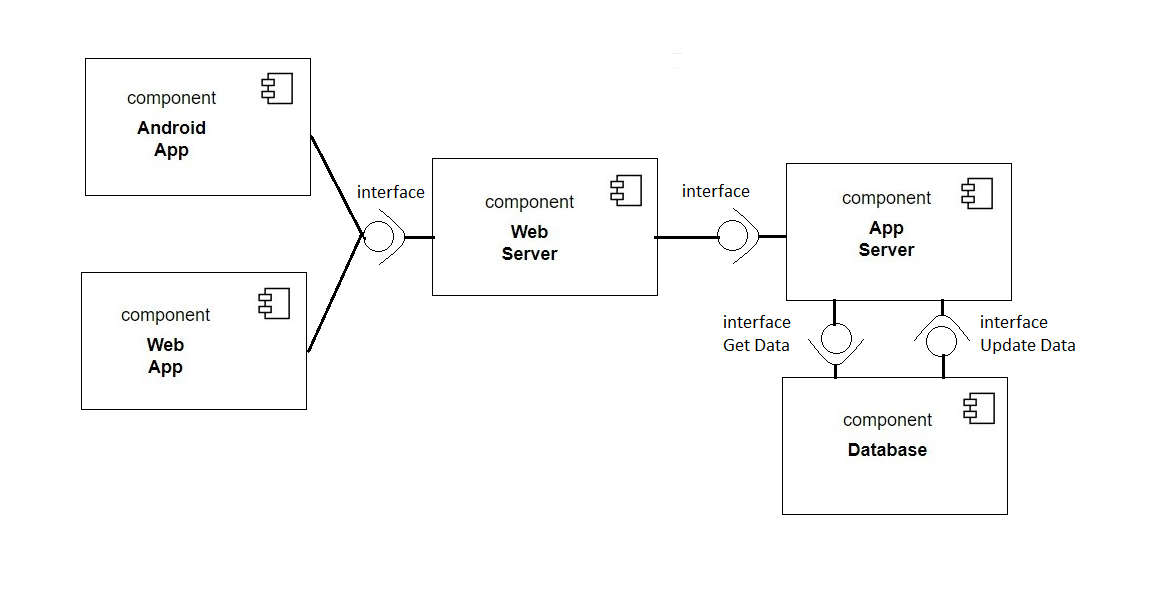 component
Android
App
interface
component
Web
Server
interface
component
App
Server
component
Web
App
interface
Get Data
interface
Update Data
component
Database